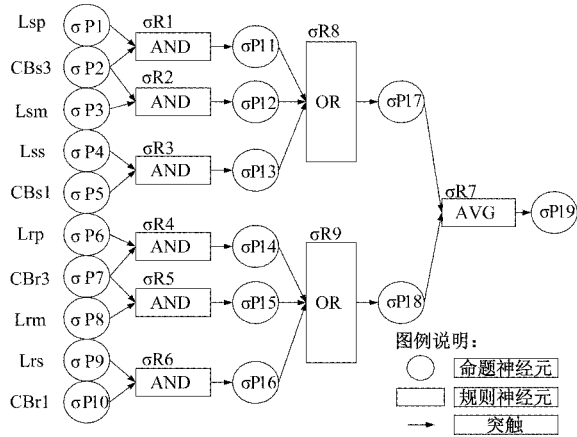 Lsp σP1 σR1 AND σP11 σR8
CBs3 σP2 σR2
Lsm σP3 AND σP12 OR σP17
Lss σP4 σR3
CBs1 σP5 AND σP13
σR7 AVG σP19
Lrp σP6 σR4 AND σP14 σR9
CBr3 σP7 σR5
Lrm σP8 AND σP15 OR σP18
Lrs σP9 σR6
CBr1 σP10 AND σP16
图例说明:
命题神经元
规则神经元
突触